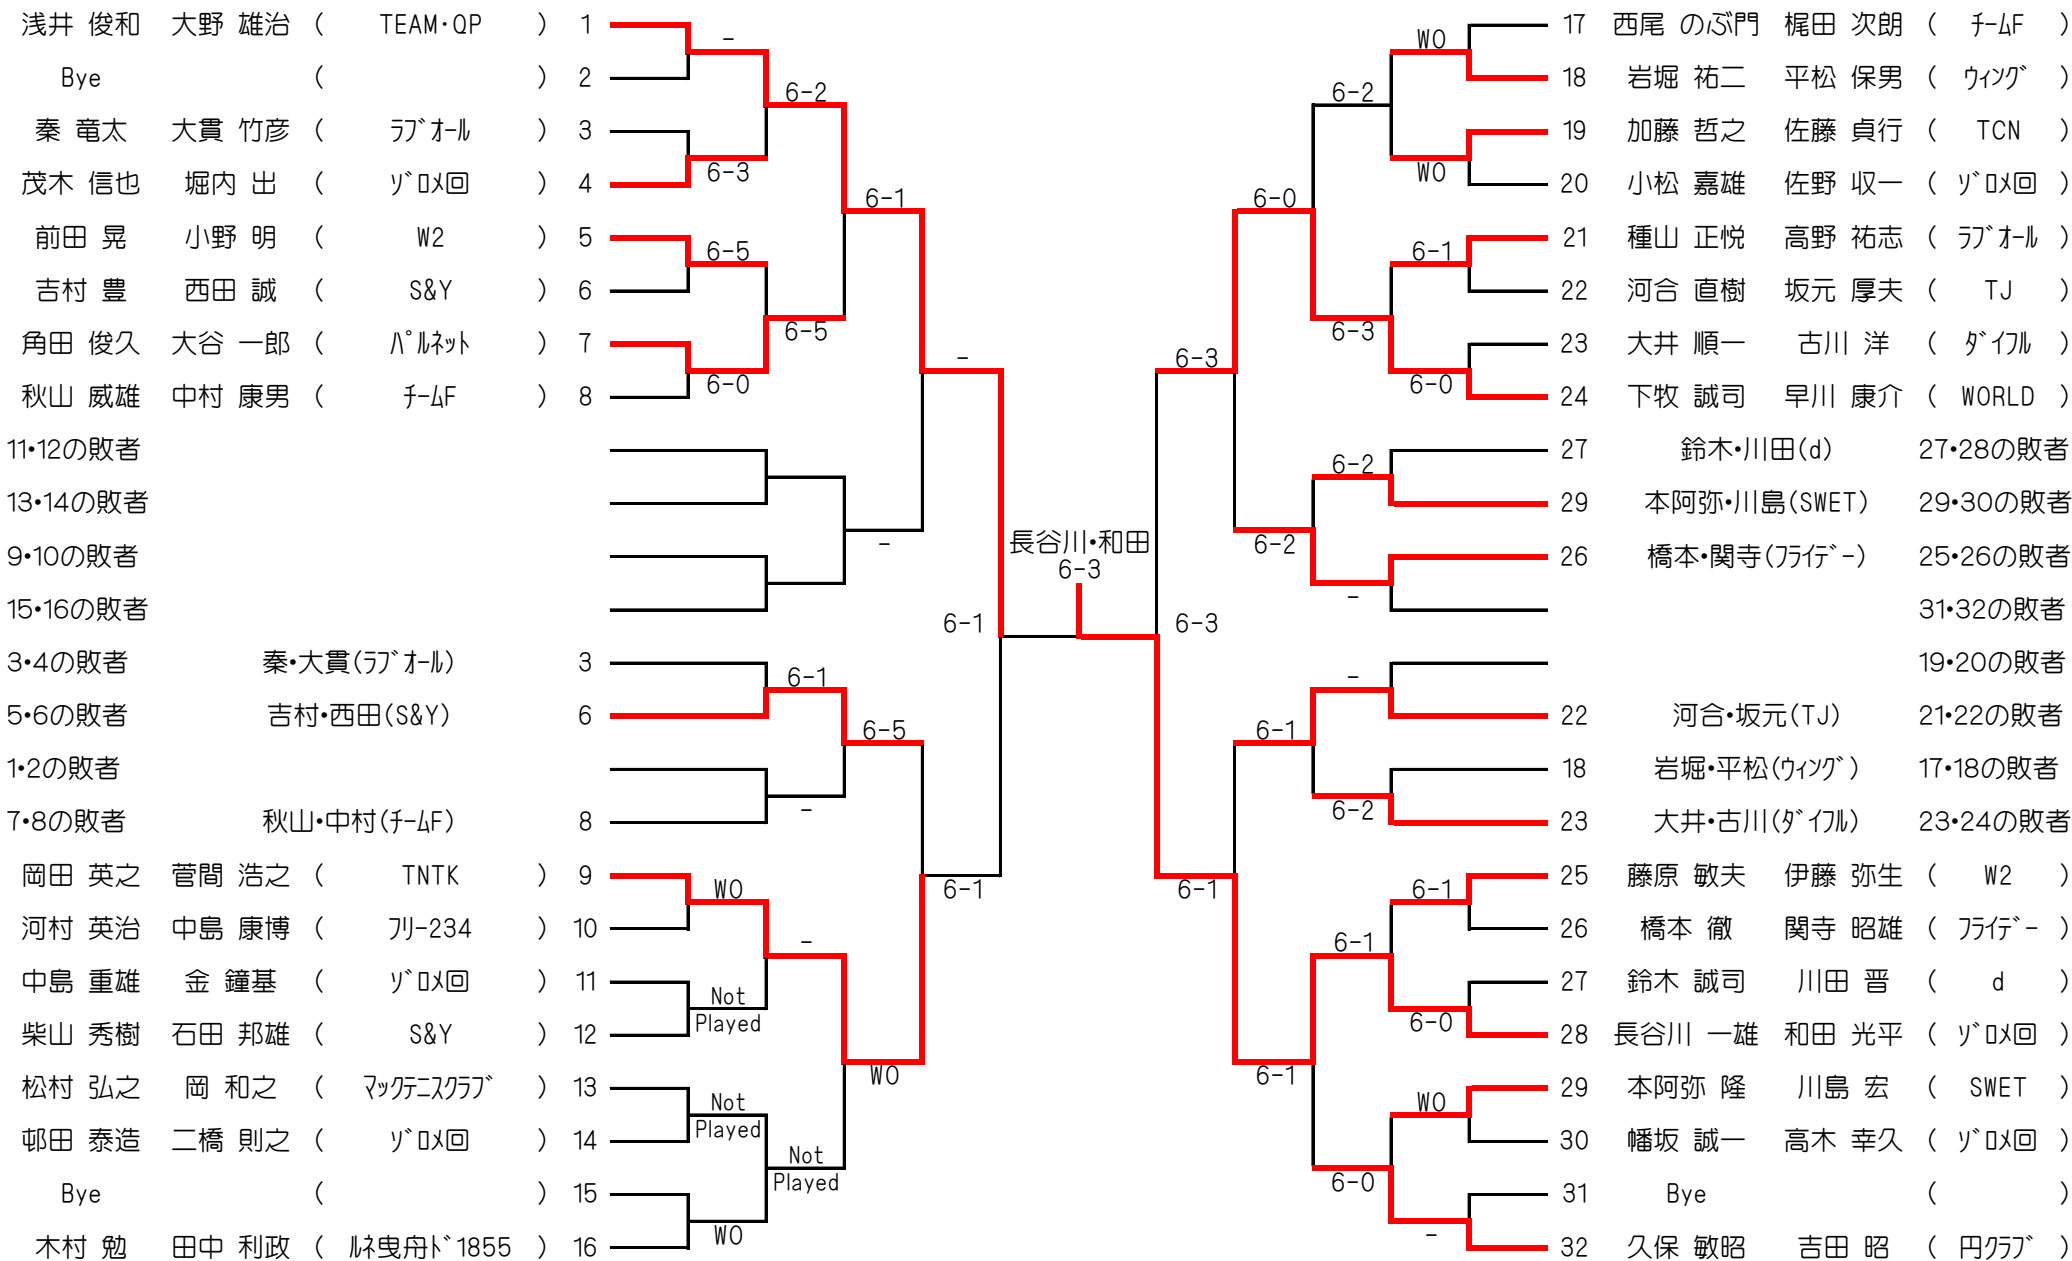 浅井 俊和 大野 雄治 ( TEAM･QP ) 1
Bye ( ) 2
秦 竜太 大貫 竹彦 ( ﾗﾌﾞｵｰﾙ ) 3
茂木 信也 堀内 出 ( ｿﾞﾛﾒ回 ) 4
前田 晃 小野 明 ( W2 ) 5
吉村 豊 西田 誠 ( S&Y ) 6
角田 俊久 大谷 一郎 ( ﾊﾟﾙﾈｯﾄ ) 7
秋山 威雄 中村 康男 ( ﾁｰﾑF ) 8
11･12の敗者
13･14の敗者
9･10の敗者
15･16の敗者
3･4の敗者 秦･大貫(ﾗﾌﾞｵｰﾙ) 3
5･6の敗者 吉村･西田(S&Y) 6
1･2の敗者
7･8の敗者 秋山･中村(ﾁｰﾑF) 8
岡田 英之 菅間 浩之 ( TNTK ) 9
河村 英治 中島 康博 ( ﾌﾘｰ234 ) 10
中島 重雄 金 鐘基 ( ｿﾞﾛﾒ回 ) 11
柴山 秀樹 石田 邦雄 ( S&Y ) 12
松村 弘之 岡 和之 ( ﾏｯｸﾃﾆｽｸﾗﾌﾞ ) 13
邨田 泰造 二橋 則之 ( ｿﾞﾛﾒ回 ) 14
Bye ( ) 15
木村 勉 田中 利政 ( ﾙﾈ曳舟ﾄﾞ1855 ) 16
-
6-3
6-5
6-0
6-2
6-5
6-1
-
-
6-1
-
6-5
6-1
WO
Not
Played
Not
Played
WO
-
Not
Played
WO
6-1
長谷川･和田
6-3
6-3
6-3
6-0
6-2
6-1
6-1
6-2
6-3
6-2
-
-
6-2
6-1
6-0
6-1
WO
WO
6-1
6-0
6-1
6-0
WO
-
17 西尾 のぶ門 梶田 次朗 ( ﾁｰﾑF )
18 岩堀 祐二 平松 保男 ( ｳｨﾝｸﾞ )
19 加藤 哲之 佐藤 貞行 ( TCN )
20 小松 嘉雄 佐野 収一 ( ｿﾞﾛﾒ回 )
21 種山 正悦 高野 祐志 ( ﾗﾌﾞｵｰﾙ )
22 河合 直樹 坂元 厚夫 ( TJ )
23 大井 順一 古川 洋 ( ﾀﾞｲﾌﾙ )
24 下牧 誠司 早川 康介 ( WORLD )
27 鈴木･川田(d) 27･28の敗者
29 本阿弥･川島(SWET) 29･30の敗者
26 橋本･関寺(ﾌﾗｲﾃﾞｰ) 25･26の敗者
31･32の敗者
19･20の敗者
22 河合･坂元(TJ) 21･22の敗者
18 岩堀･平松(ｳｨﾝｸﾞ) 17･18の敗者
23 大井･古川(ﾀﾞｲﾌﾙ) 23･24の敗者
25 藤原 敏夫 伊藤 弥生 ( W2 )
26 橋本 徹 関寺 昭雄 ( ﾌﾗｲﾃﾞｰ )
27 鈴木 誠司 川田 晋 ( d )
28 長谷川 一雄 和田 光平 ( ｿﾞﾛﾒ回 )
29 本阿弥 隆 川島 宏 ( SWET )
30 幡坂 誠一 高木 幸久 ( ｿﾞﾛﾒ回 )
31 Bye ( )
32 久保 敏昭 吉田 昭 ( 円ｸﾗﾌﾞ )